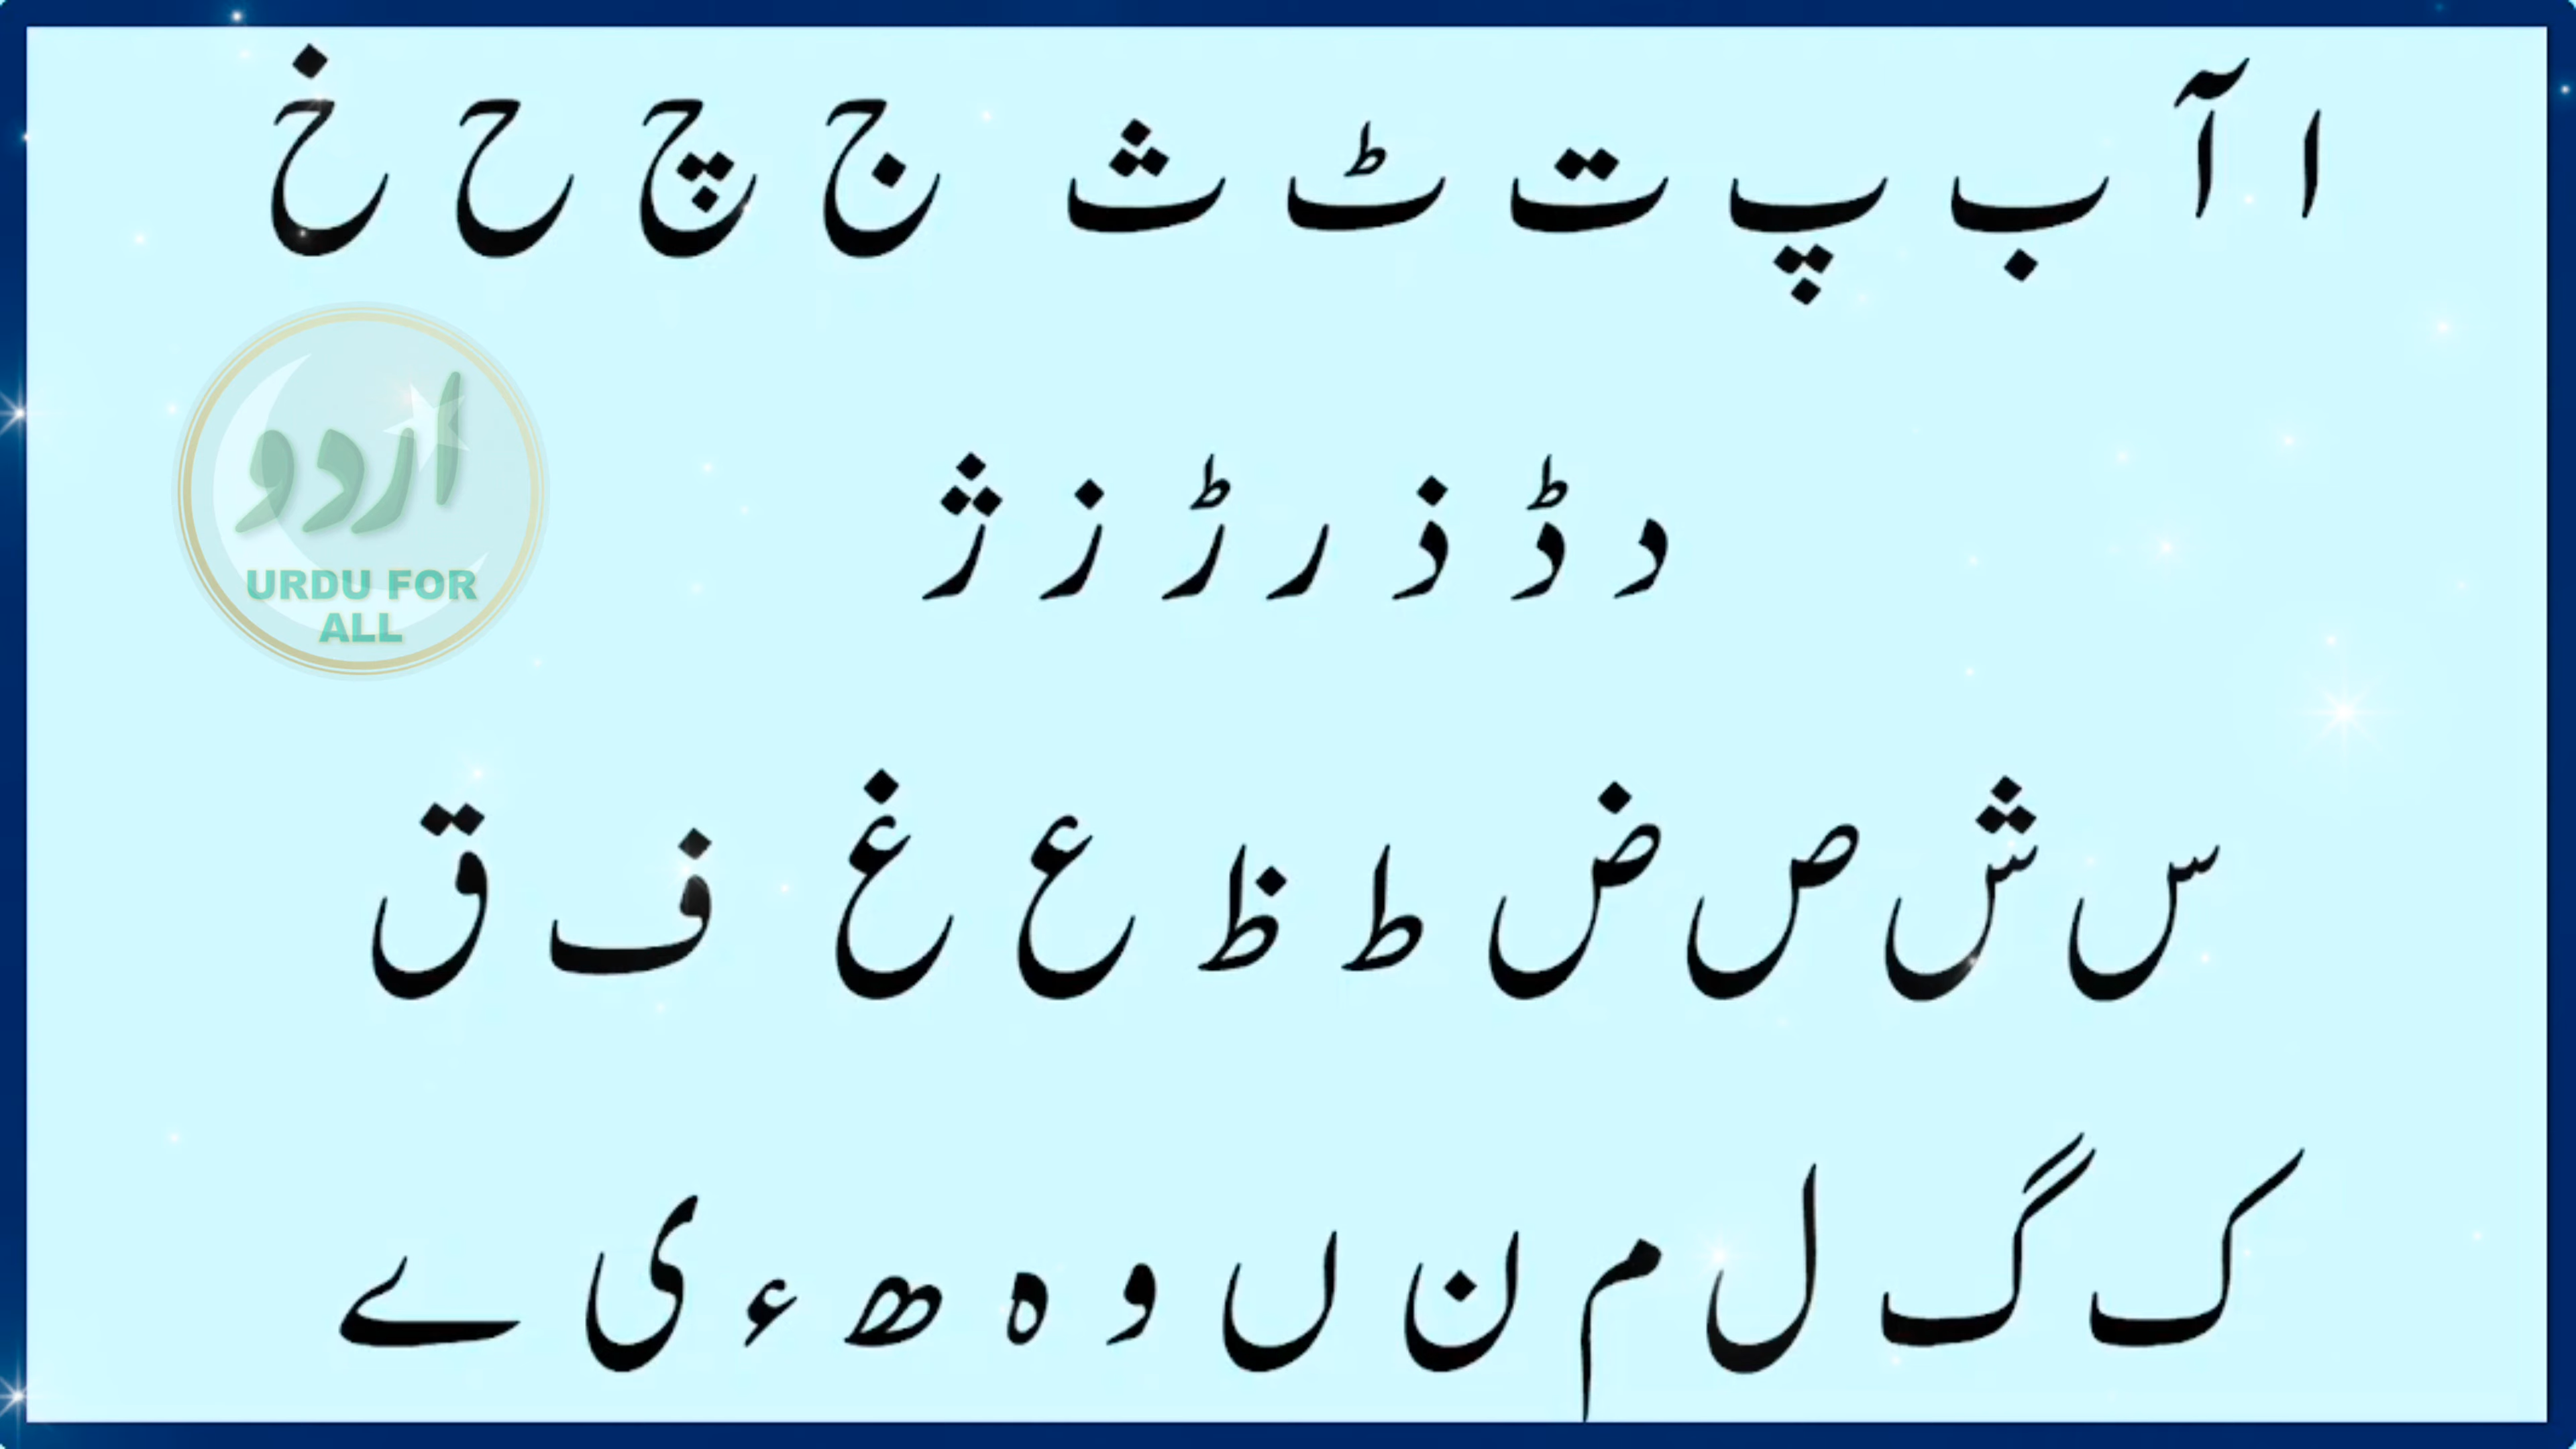 ا آ ب پ ت ٹ ث ج چ ح خ
د ڈ ذ ر ڑ ز ژ
س ش ص ض ط ظ ع غ ف ق
ک گ ل م ن ں و ہ ھ ء ی ے
اردو
URDU FOR
ALL